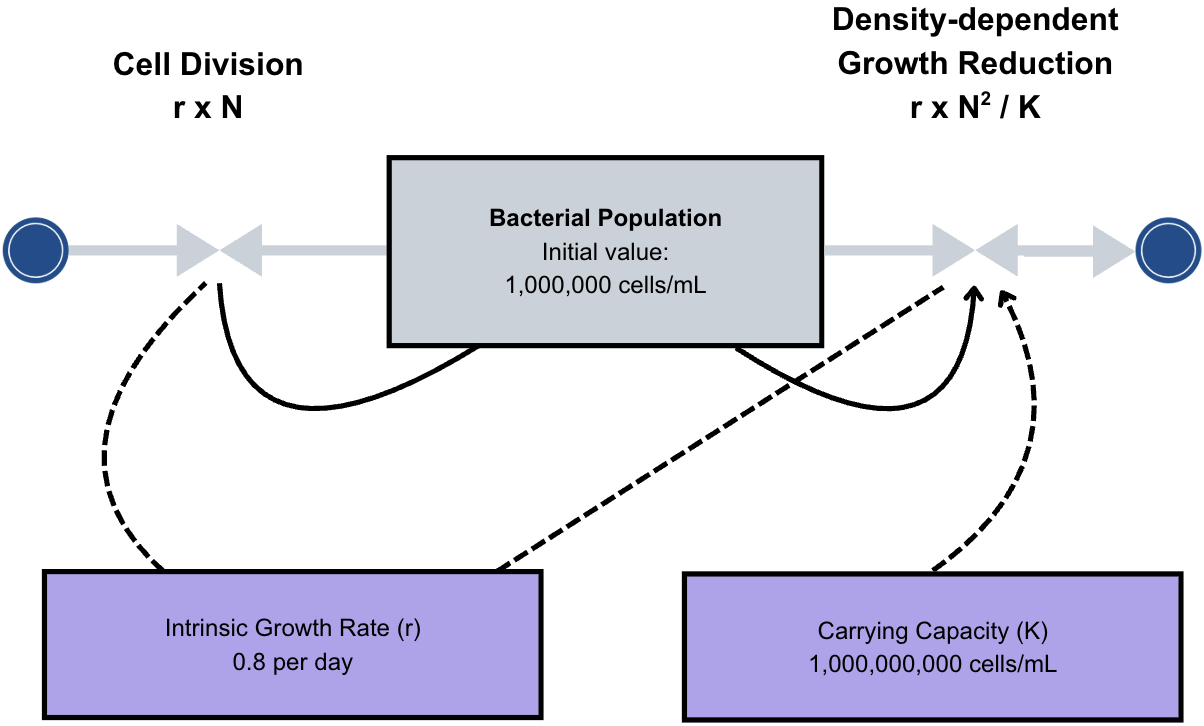 Cell Division
r x N
Density-dependent
Growth Reduction
r x N² / K
Bacterial Population
Initial value:
1,000,000 cells/mL
Intrinsic Growth Rate (r)
0.8 per day
Carrying Capacity (K)
1,000,000,000 cells/mL